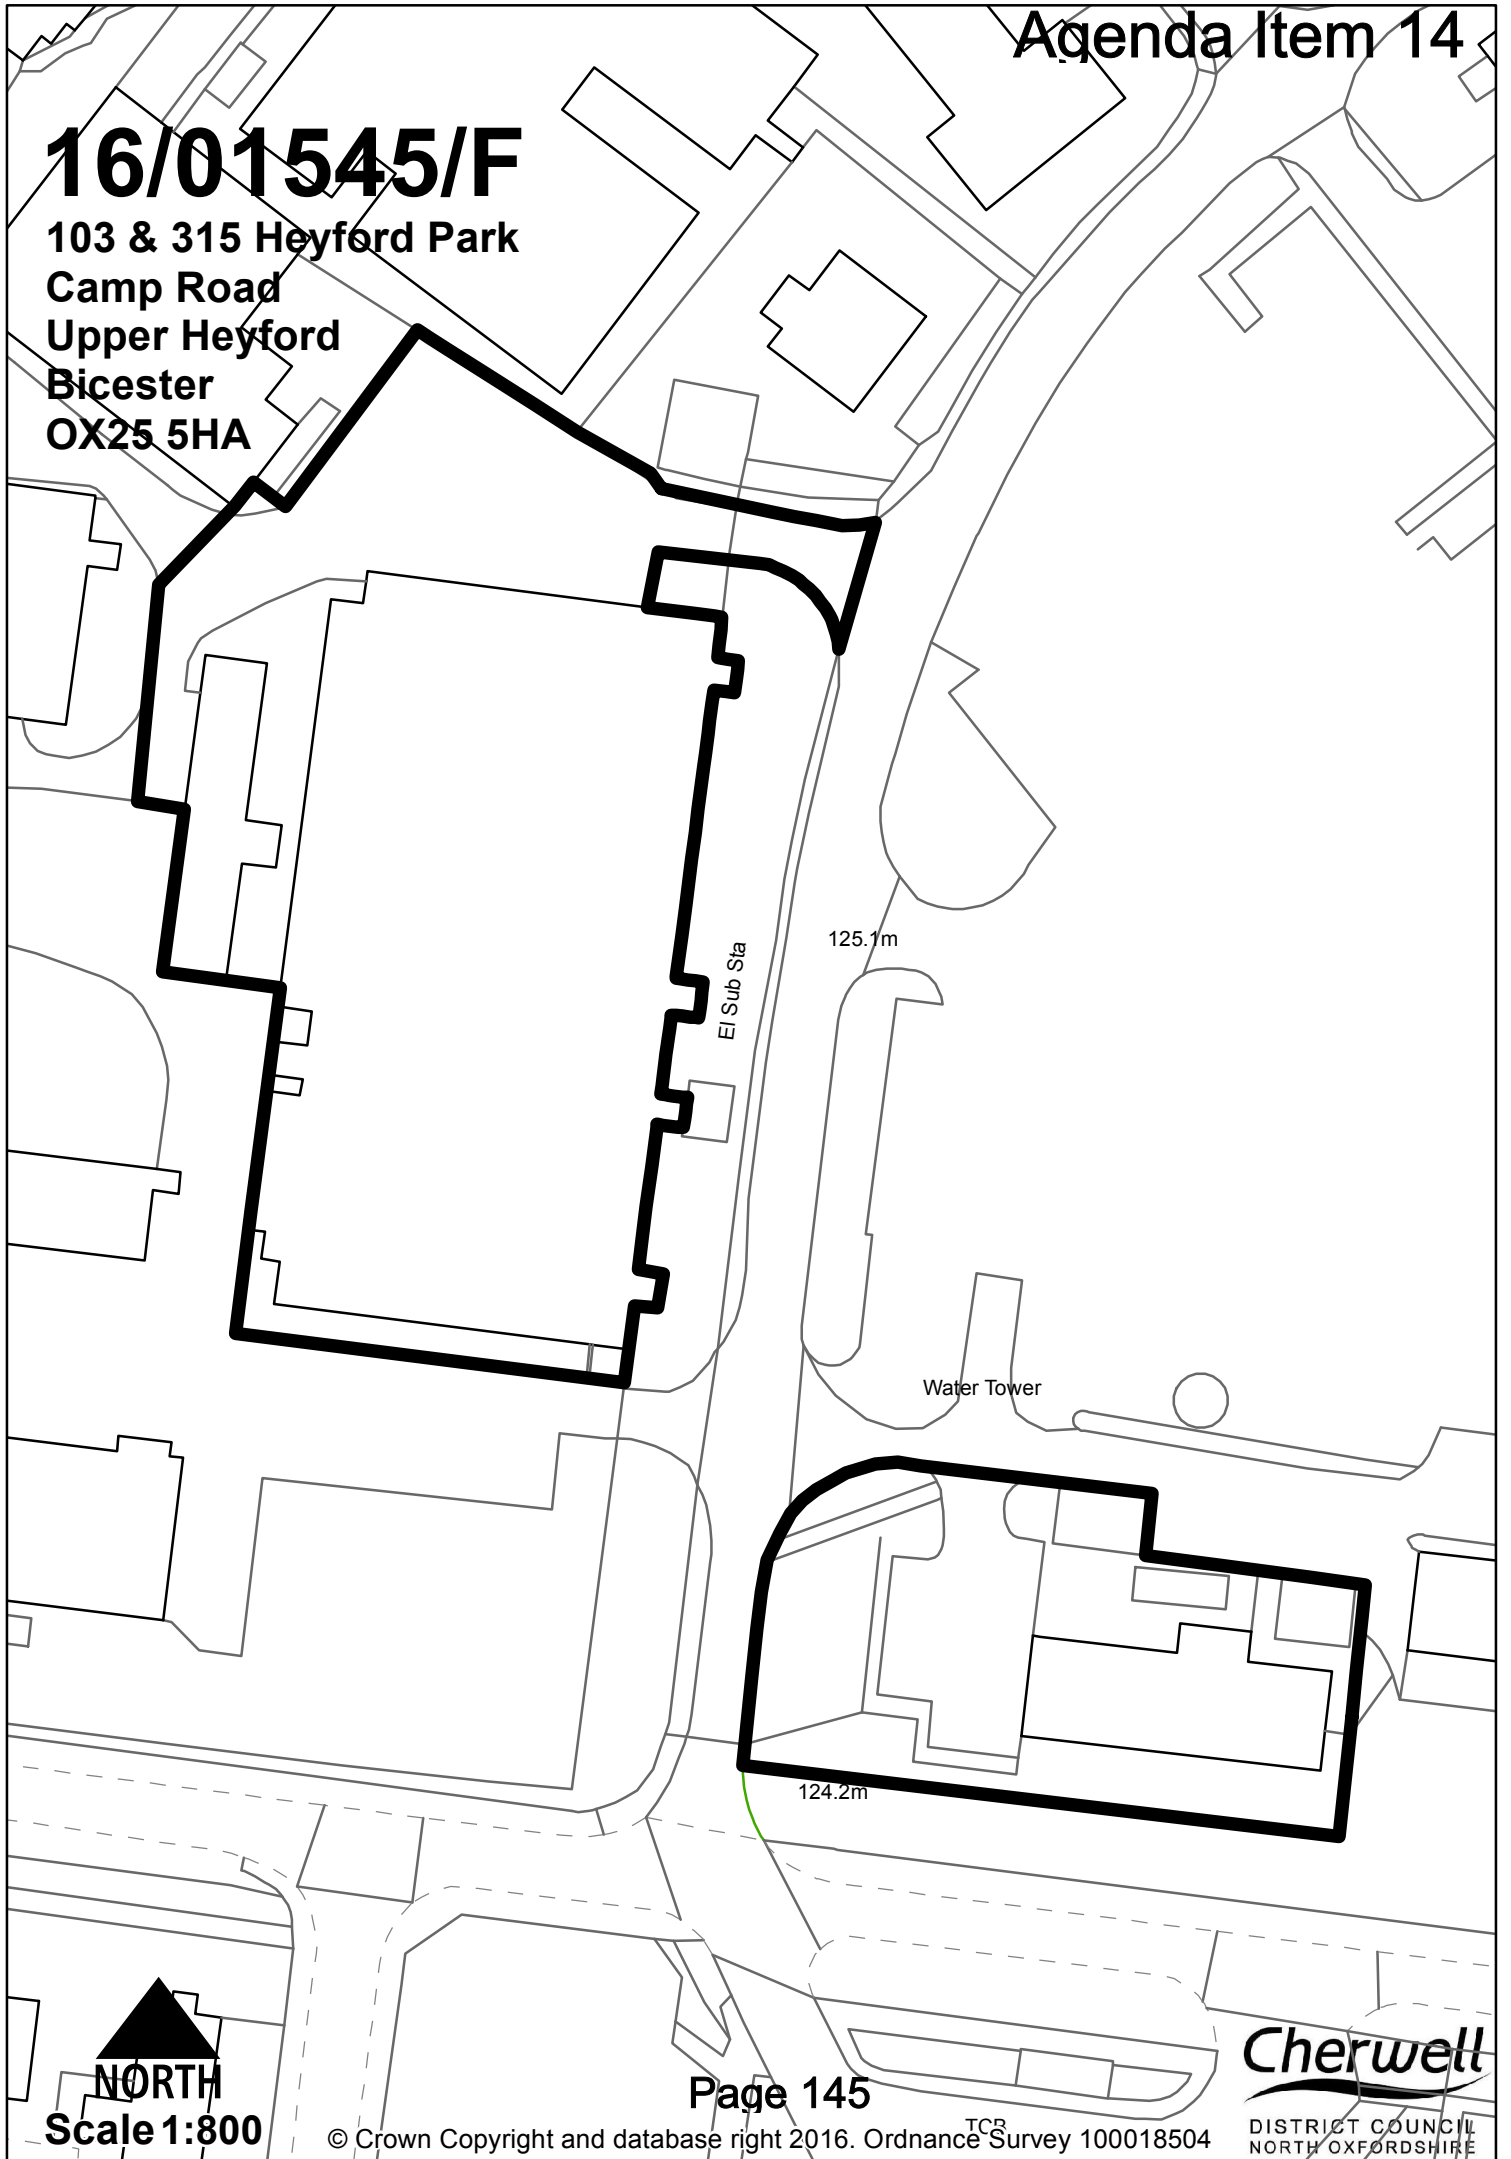 Agenda Item 14
16/01545/F
103 & 315 Heyford Park
Camp Road
Upper Heyford
Bicester
OX25 5HA
125.1m
El Sub Sta
Water Tower
124.2m
NORTH
Scale 1:800
Page 145
TCB
© Crown Copyright and database right 2016. Ordnance Survey 100018504
Cherwell
DISTRICT COUNCIL
NORTH OXFORDSHIRE